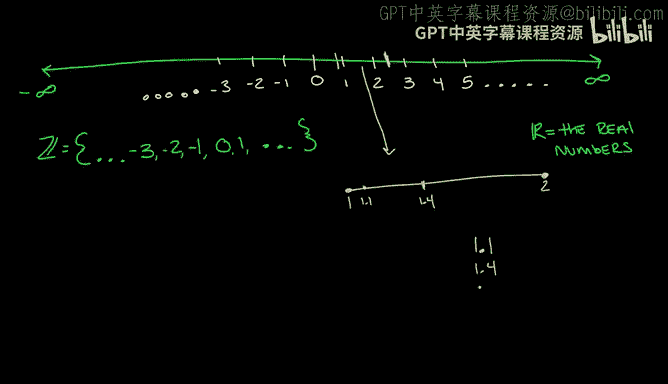 GPT中英字幕课程资源@bilibili.com
GPT中英字幕课程资源 bilibili
-3 -2 -1 0 1 2 3 4 5 .....
-∞ ∞
ℤ = {... -3, -2, -1, 0, 1, ...}
ℝ = THE REAL
NUMBERS
1 1.1 1.4 2
1.1
1.4
.